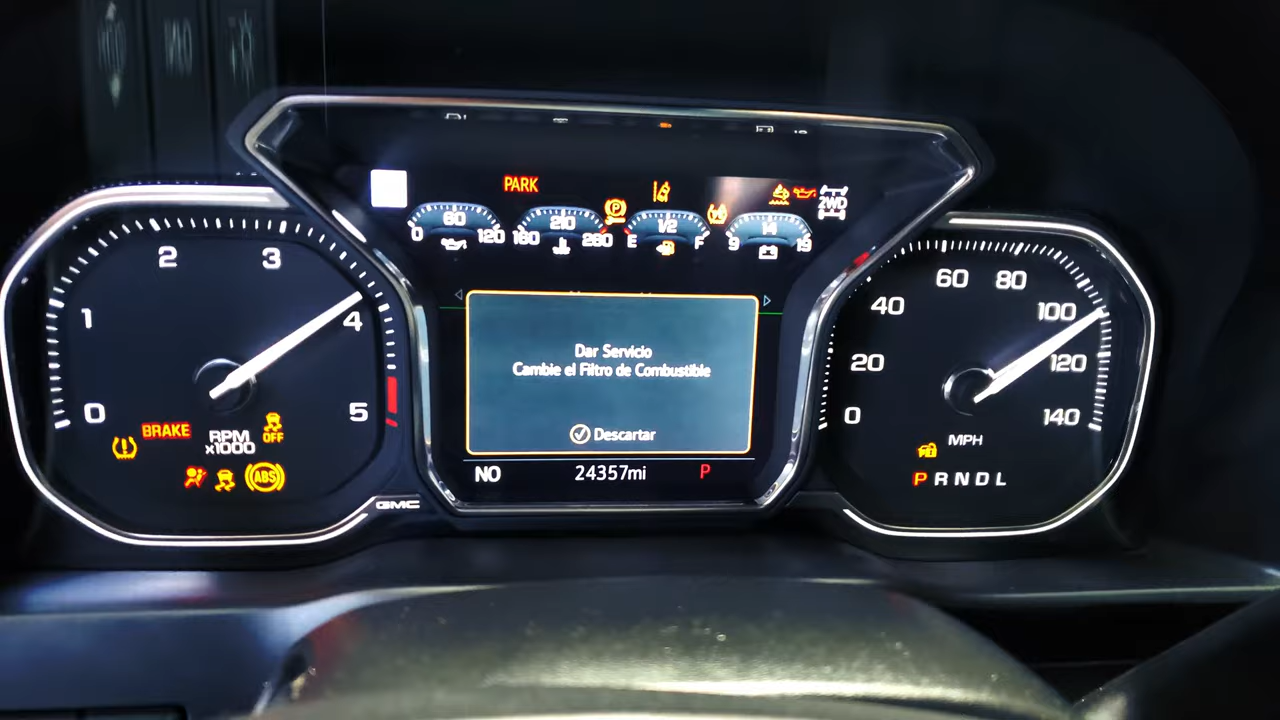 PARK
2WD
60
0 120
210
160 280
1/2
E F
14
9 19
0 1 2 3 4 5
BRAKE
RPM
x1000
OFF
ABS
GMC
Dar Servicio
Cambie el Filtro de Combustible
Descartar
NO 24357mi P
0 20 40 60 80 100 120 140
MPH
P R N D L